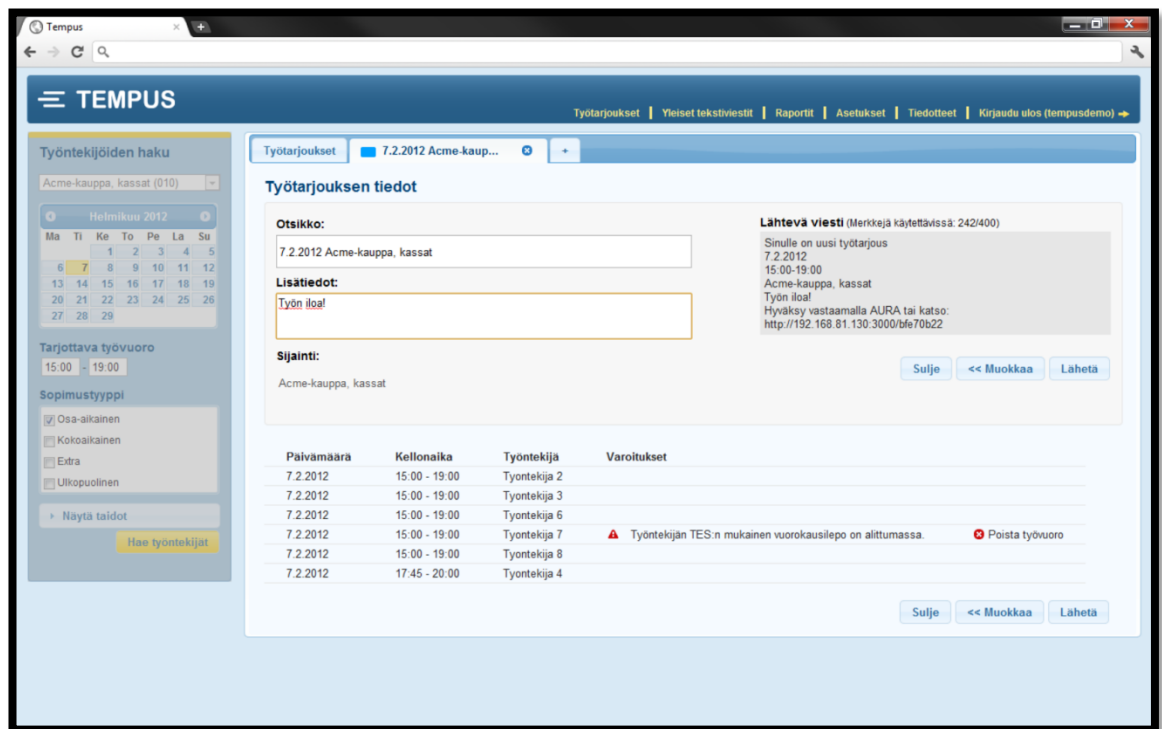 Tempus
TEMPUS
Työtarjoukset | Yleiset tekstiviestit | Raportit | Asetukset | Tiedotteet | Kirjaudu ulos (tempusdemo)
Työntekijöiden haku
Acme-kauppa, kassat (010)
Helmikuu 2012
Ma Ti Ke To Pe La Su
1 2 3 4 5
6 7 8 9 10 11 12
13 14 15 16 17 18 19
20 21 22 23 24 25 26
27 28 29
Tarjottava työvuoro
15:00 - 19:00
Sopimustyyppi
Osa-aikainen
Kokoaikainen
Extra
Ulkopuolinen
Näytä taidot
Hae työntekijät
Työtarjoukset
7.2.2012 Acme-kaup...
+
Työtarjouksen tiedot
Otsikko:
7.2.2012 Acme-kauppa, kassat
Lisätiedot:
Työn iloa!
Sijainti:
Acme-kauppa, kassat
Lähtevä viesti (Merkkejä käytettävissä: 242/400)
Sinulle on uusi työtarjous
7.2.2012
15:00-19:00
Acme-kauppa, kassat
Työn iloa!
Hyväksy vastaamalla AURA tai katso:
http://192.168.81.130:3000/bfe70b22
Sulje << Muokkaa Lähetä
Päivämäärä Kellonaika Työntekijä Varoitukset
7.2.2012 15:00 - 19:00 Tyontekija 2
7.2.2012 15:00 - 19:00 Tyontekija 3
7.2.2012 15:00 - 19:00 Tyontekija 6
7.2.2012 15:00 - 19:00 Tyontekija 7 Työntekijän TES:n mukainen vuorokausilepo on alittumassa. Poista työvuoro
7.2.2012 15:00 - 19:00 Tyontekija 8
7.2.2012 17:45 - 20:00 Tyontekija 4
Sulje << Muokkaa Lähetä